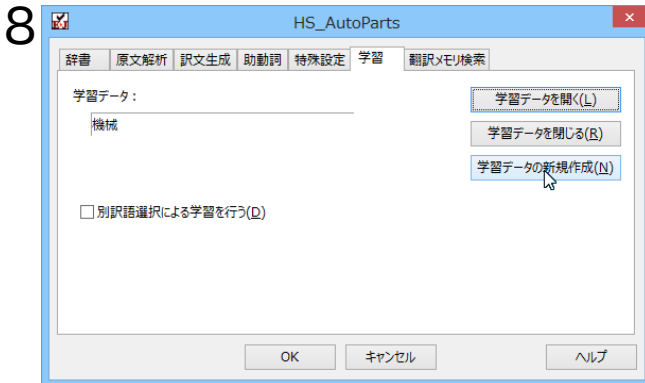 8
HS_AutoParts
辞書 原文解析 訳文生成 助動詞 特殊設定 学習 翻訳メモリ検索
学習データ：
機械
学習データを開く(L)
学習データを閉じる(R)
学習データの新規作成(N)
別訳語選択による学習を行う(D)
OK キャンセル ヘルプ